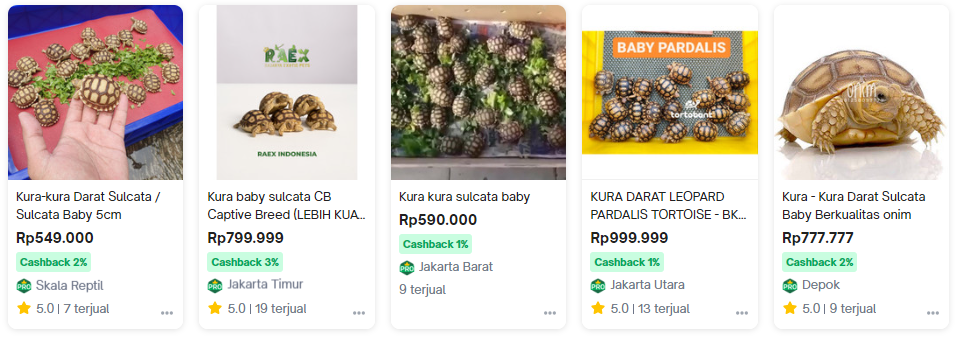 RAEX
RAEX INDONESIA
BABY PARDALIS
tortobont
onim
Kura-kura Darat Sulcata /
Sulcata Baby 5cm
Rp549.000
Cashback 2%
PRO Skala Reptil
5.0 | 7 terjual
Kura baby sulcata CB
Captive Breed (LEBIH KUA...
Rp799.999
Cashback 3%
PRO Jakarta Timur
5.0 | 19 terjual
Kura kura sulcata baby
Rp590.000
Cashback 1%
PRO Jakarta Barat
9 terjual
KURA DARAT LEOPARD
PARDALIS TORTOISE - BK...
Rp999.999
Cashback 1%
PRO Jakarta Utara
5.0 | 13 terjual
Kura - Kura Darat Sulcata
Baby Berkualitas onim
Rp777.777
Cashback 2%
PRO Depok
5.0 | 9 terjual